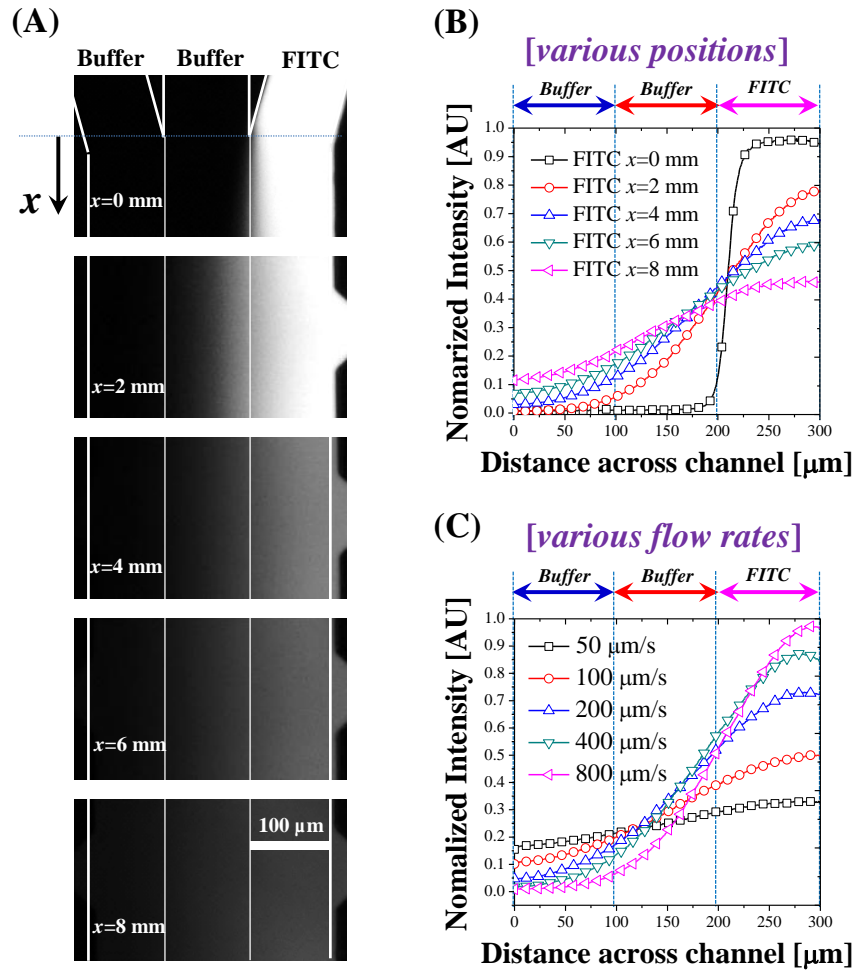 (A)
Buffer Buffer FITC
x
x=0 mm
x=2 mm
x=4 mm
x=6 mm
100 µm
x=8 mm
(B)
[various positions]
Buffer Buffer FITC
1.0
0.9
0.8
0.7
0.6
0.5
0.4
0.3
0.2
0.1
0.0
Nomarized Intensity [AU]
FITC x=0 mm
FITC x=2 mm
FITC x=4 mm
FITC x=6 mm
FITC x=8 mm
0 50 100 150 200 250 300
Distance across channel [µm]
(C)
[various flow rates]
Buffer Buffer FITC
1.0
0.9
0.8
0.7
0.6
0.5
0.4
0.3
0.2
0.1
0.0
Nomalized Intensity [AU]
50 µm/s
100 µm/s
200 µm/s
400 µm/s
800 µm/s
0 50 100 150 200 250 300
Distance across channel [µm]